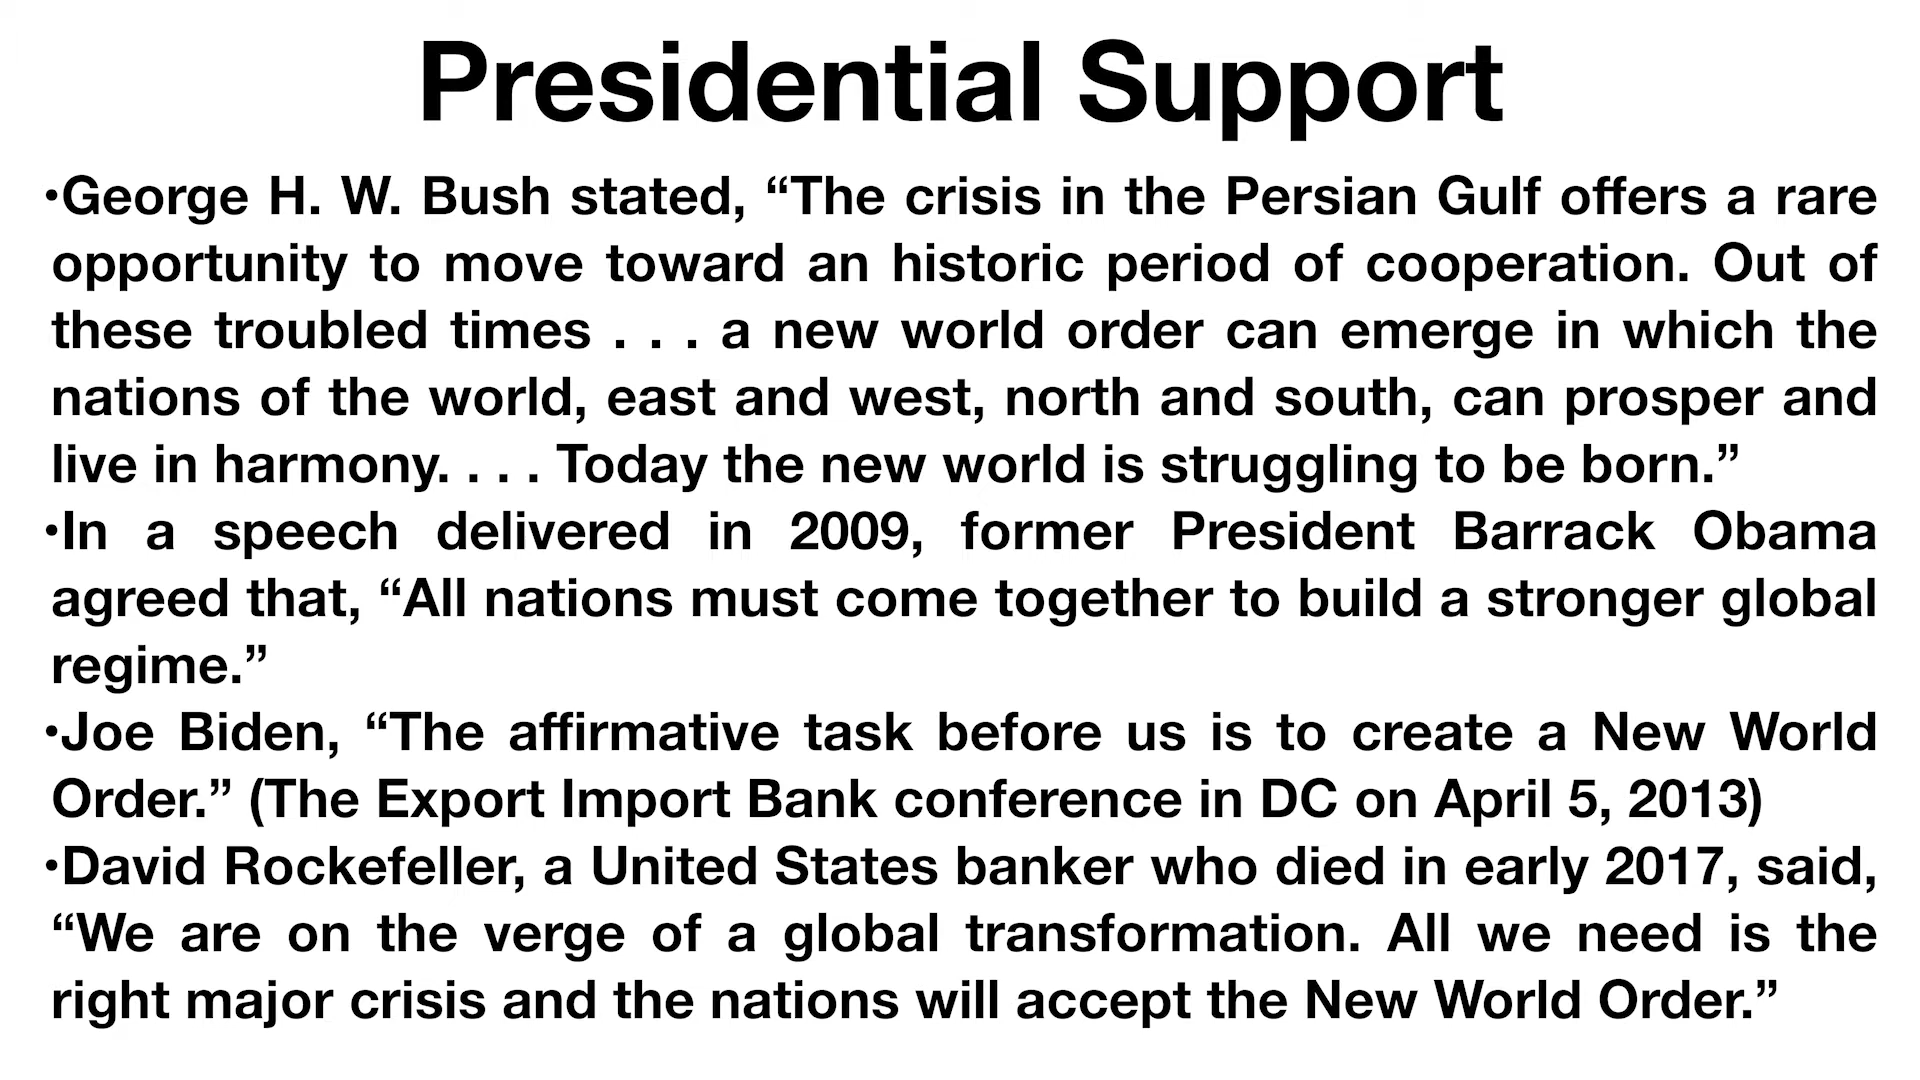 Presidential Support
•George H. W. Bush stated, “The crisis in the Persian Gulf offers a rare
opportunity to move toward an historic period of cooperation. Out of
these troubled times . . . a new world order can emerge in which the
nations of the world, east and west, north and south, can prosper and
live in harmony. . . . Today the new world is struggling to be born.”
•In a speech delivered in 2009, former President Barrack Obama
agreed that, “All nations must come together to build a stronger global
regime.”
•Joe Biden, “The affirmative task before us is to create a New World
Order.” (The Export Import Bank conference in DC on April 5, 2013)
•David Rockefeller, a United States banker who died in early 2017, said,
“We are on the verge of a global transformation. All we need is the
right major crisis and the nations will accept the New World Order.”